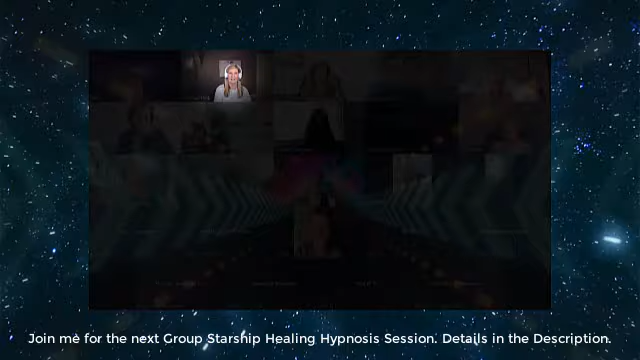 Join me for the next Group Starship Healing Hypnosis Session. Details in the Description.